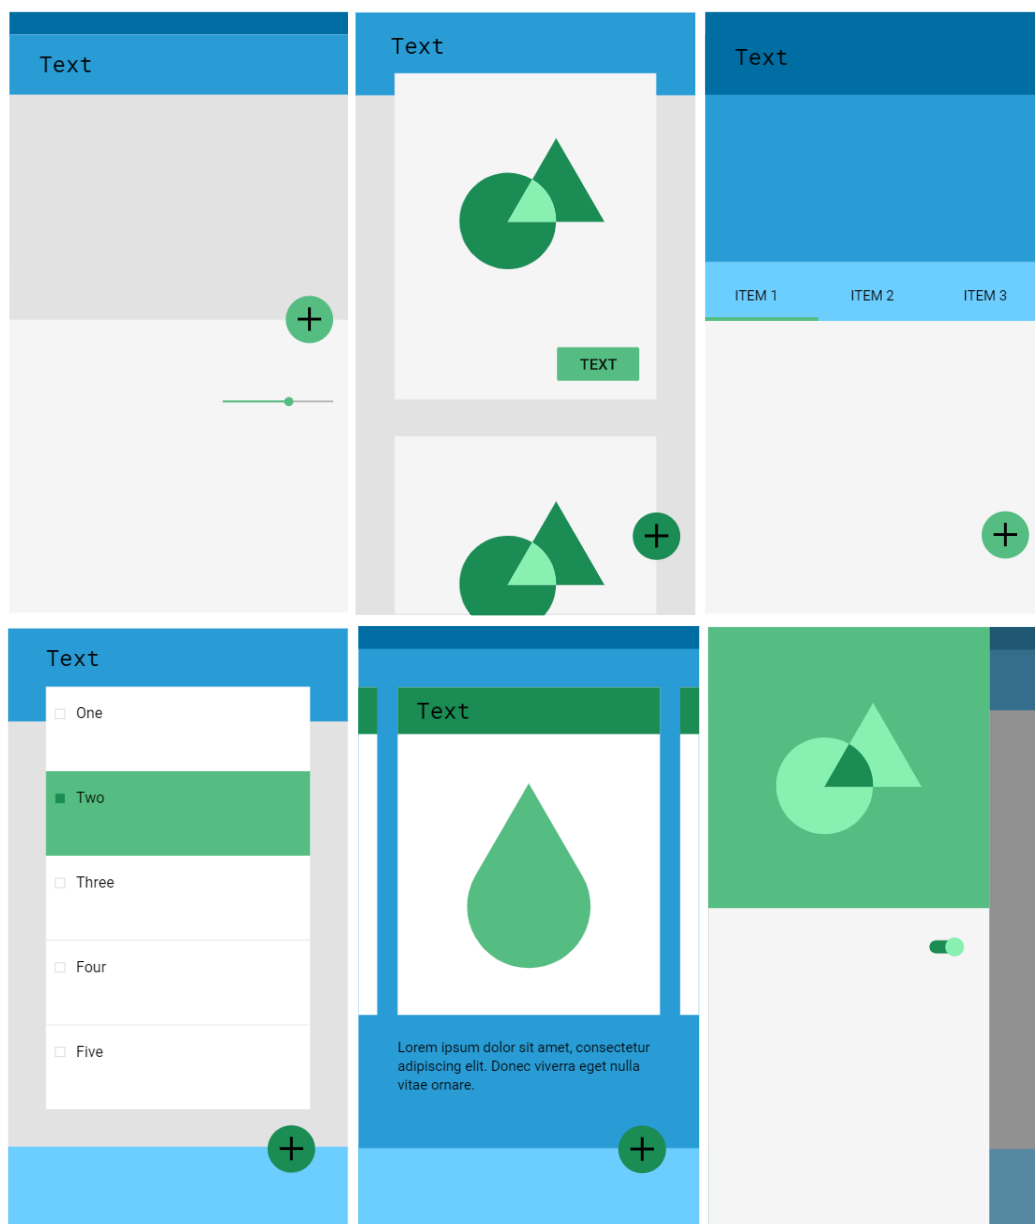 Text
Text
TEXT
Text
ITEM 1
ITEM 2
ITEM 3
Text
One
Two
Three
Four
Five
Text
Lorem ipsum dolor sit amet, consectetur
adipiscing elit. Donec viverra eget nulla
vitae ornare.